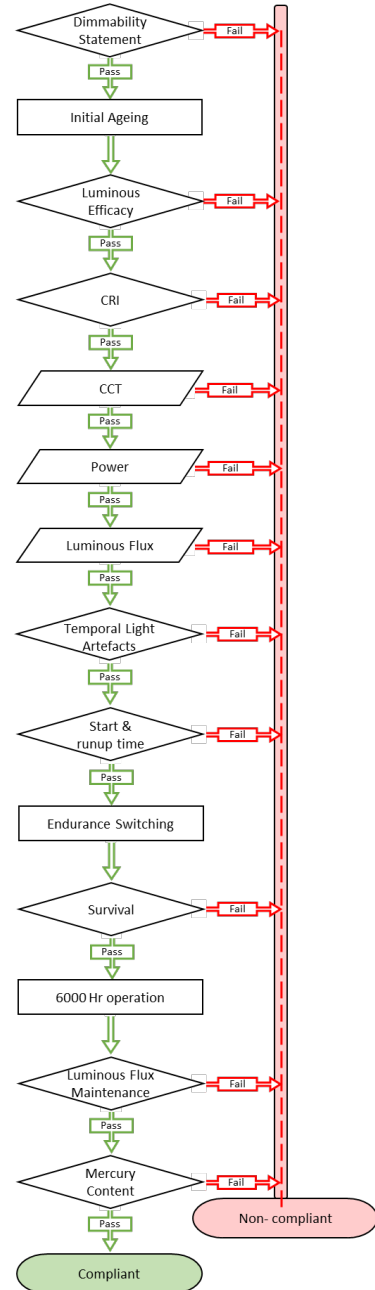 Dimmability
Statement
Fail
Pass
Initial Ageing
Luminous
Efficacy
Fail
Pass
CRI
Fail
Pass
CCT
Fail
Pass
Power
Fail
Pass
Luminous Flux
Fail
Pass
Temporal Light
Artefacts
Fail
Pass
Start &
runup time
Fail
Pass
Endurance Switching
Survival
Fail
Pass
6000 Hr operation
Luminous Flux
Maintenance
Fail
Pass
Mercury
Content
Fail
Pass
Non- compliant
Compliant